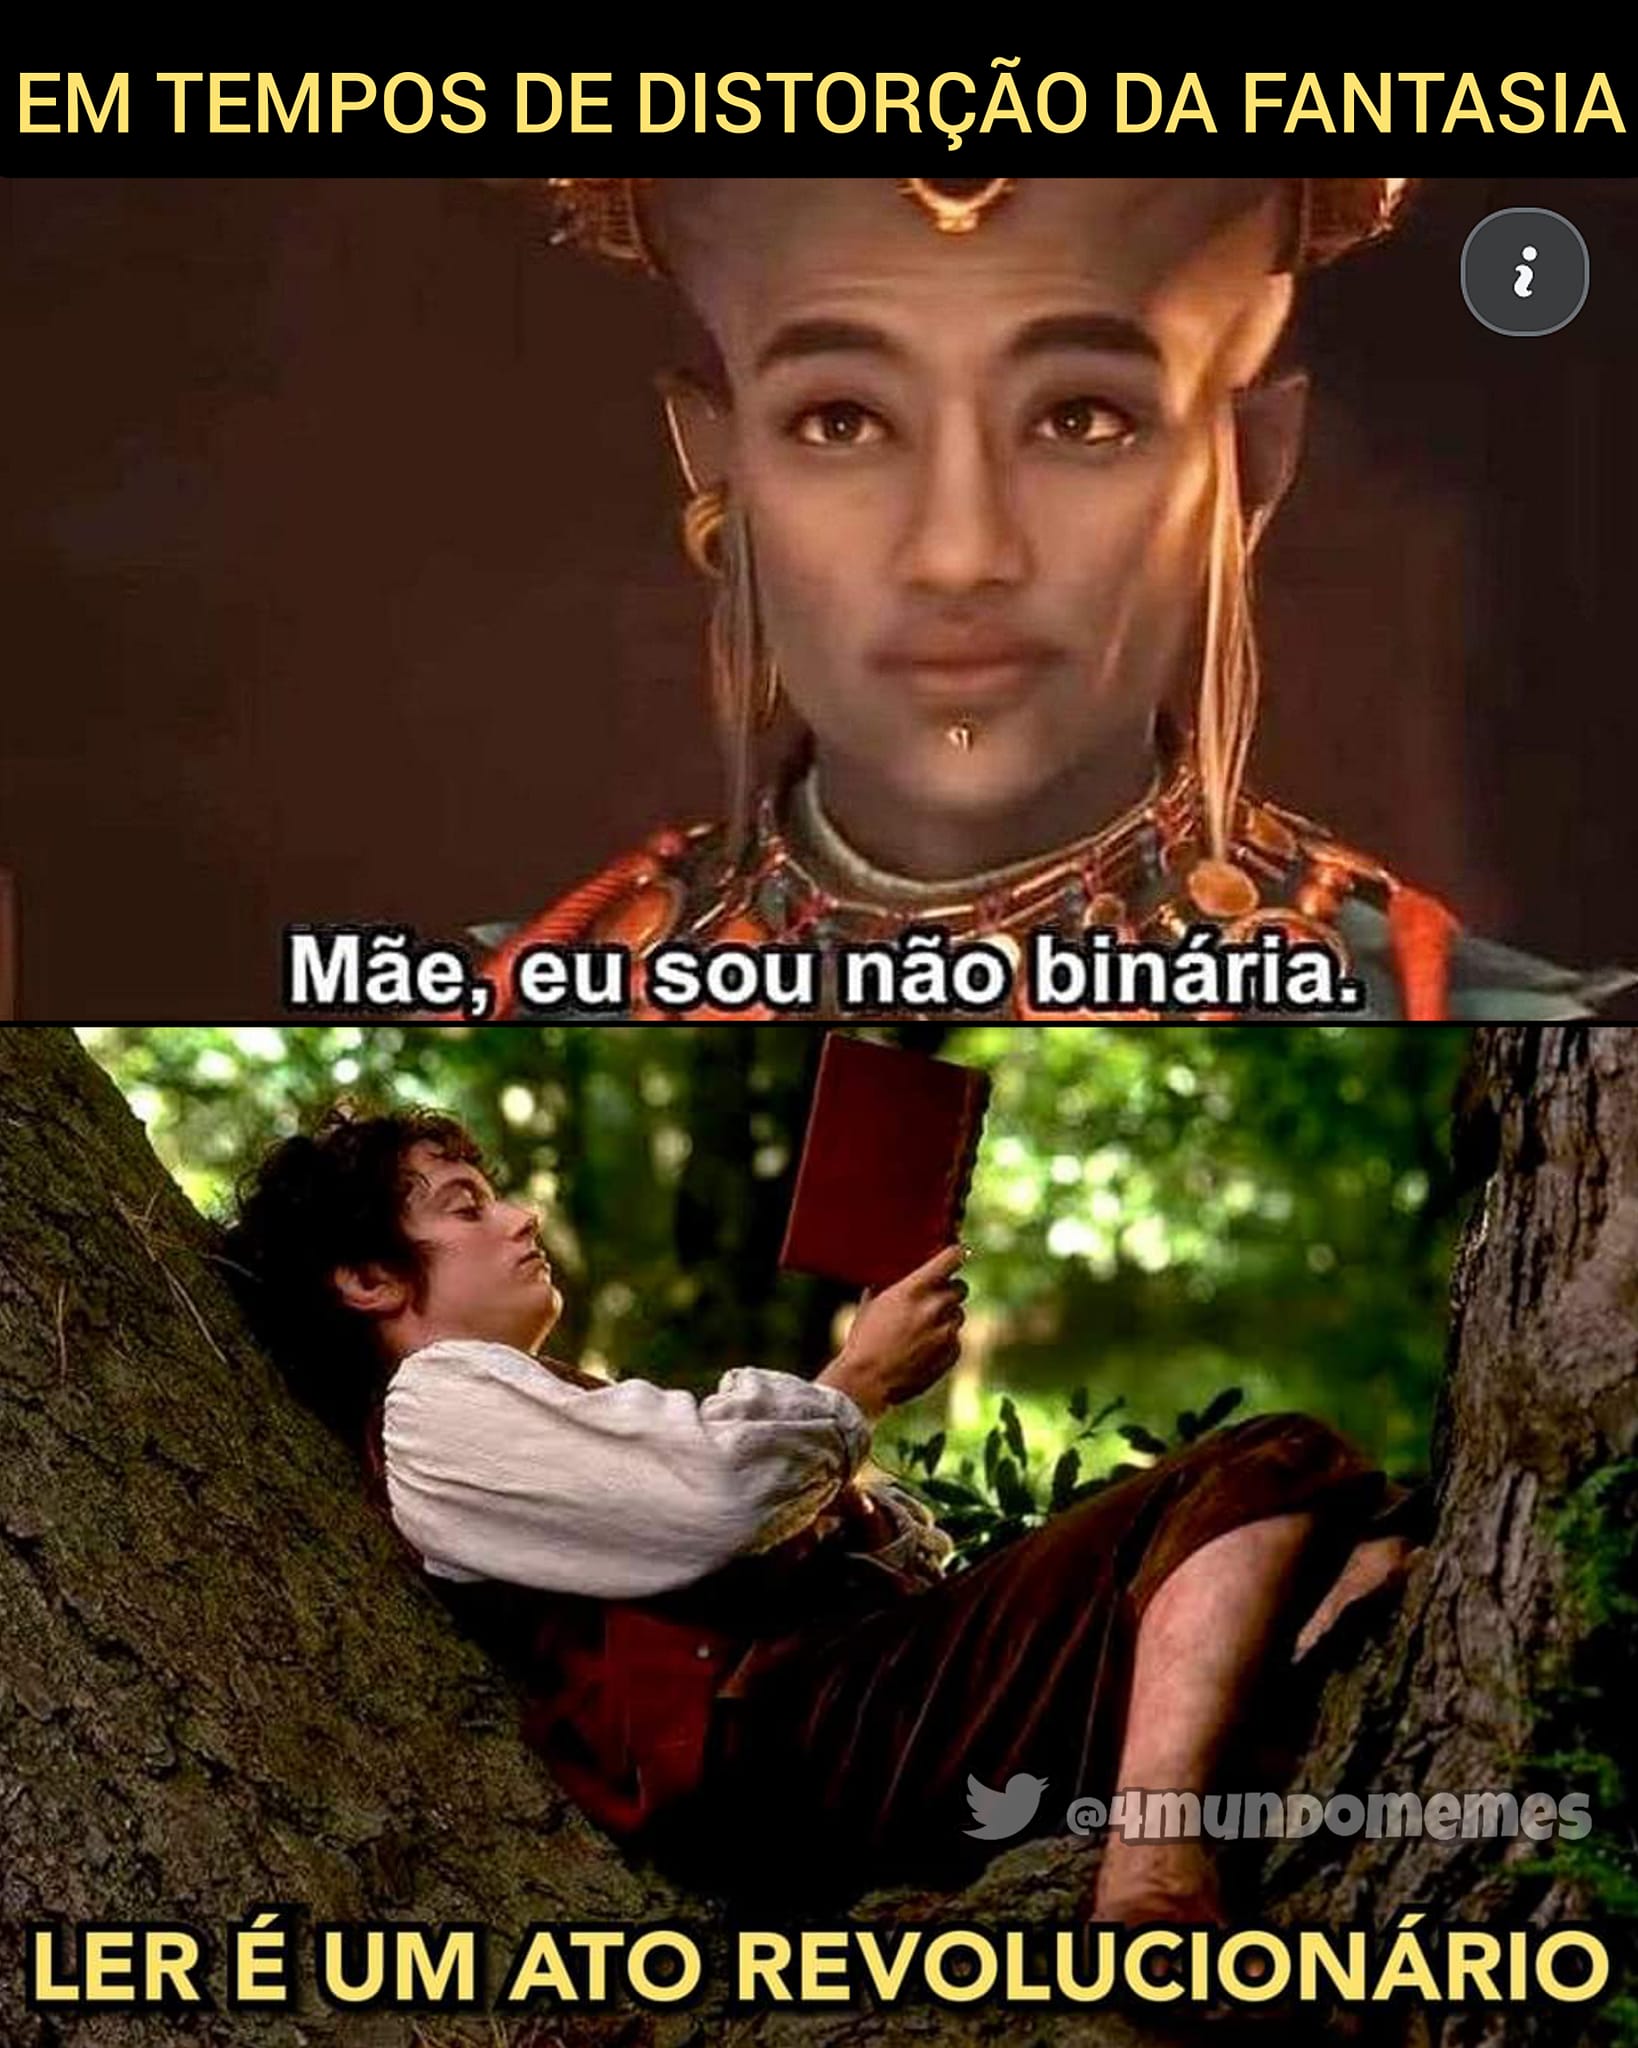 EM TEMPOS DE DISTORÇÃO DA FANTASIA
i
Mãe, eu sou não binária.
@4mundomemes
LER É UM ATO REVOLUCIONÁRIO